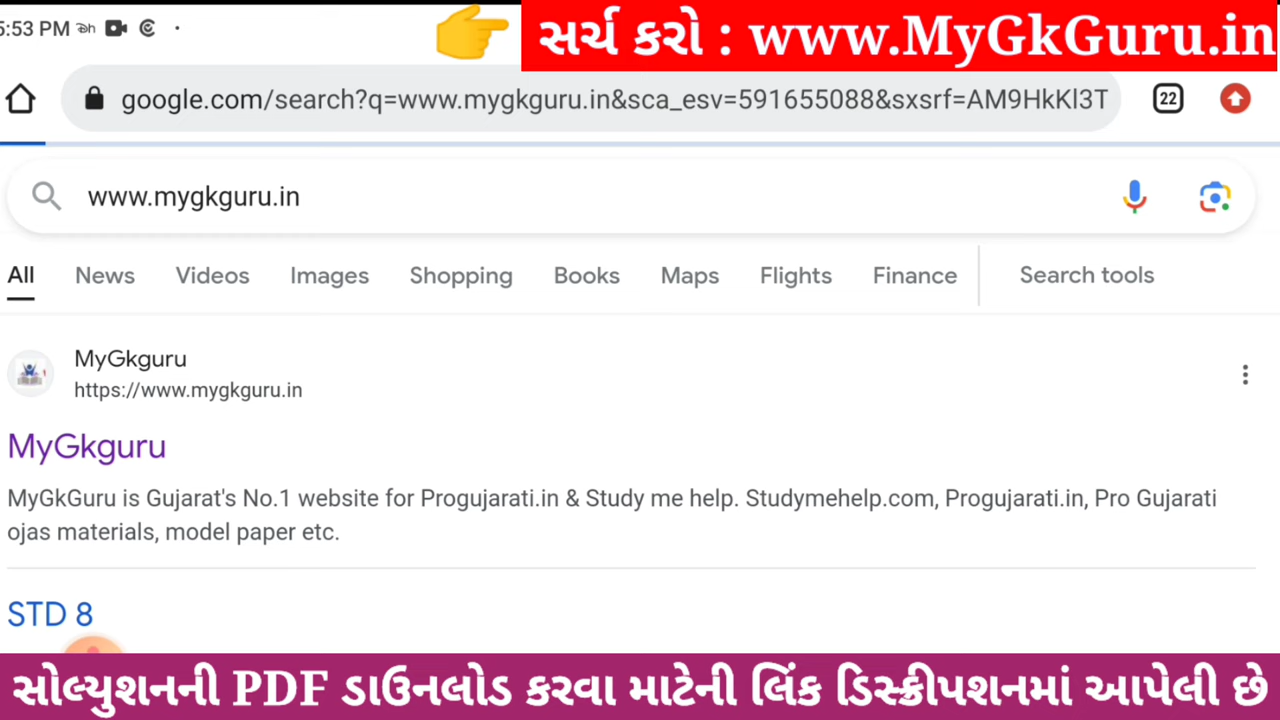 5:53 PM
સર્ચ કરો : www.MyGkGuru.in
google.com/search?q=www.mygkguru.in&sca_esv=591655088&sxsrf=AM9HkKl3T
22
www.mygkguru.in
All News Videos Images Shopping Books Maps Flights Finance Search tools
MyGkguru
https://www.mygkguru.in
MyGkguru
MyGkGuru is Gujarat's No.1 website for Progujarati.in & Study me help. Studymehelp.com, Progujarati.in, Pro Gujarati
ojas materials, model paper etc.
STD 8
સોલ્યુશનની PDF ડાઉનલોડ કરવા માટેની લિંક ડિસ્ક્રીપશનમાં આપેલી છે